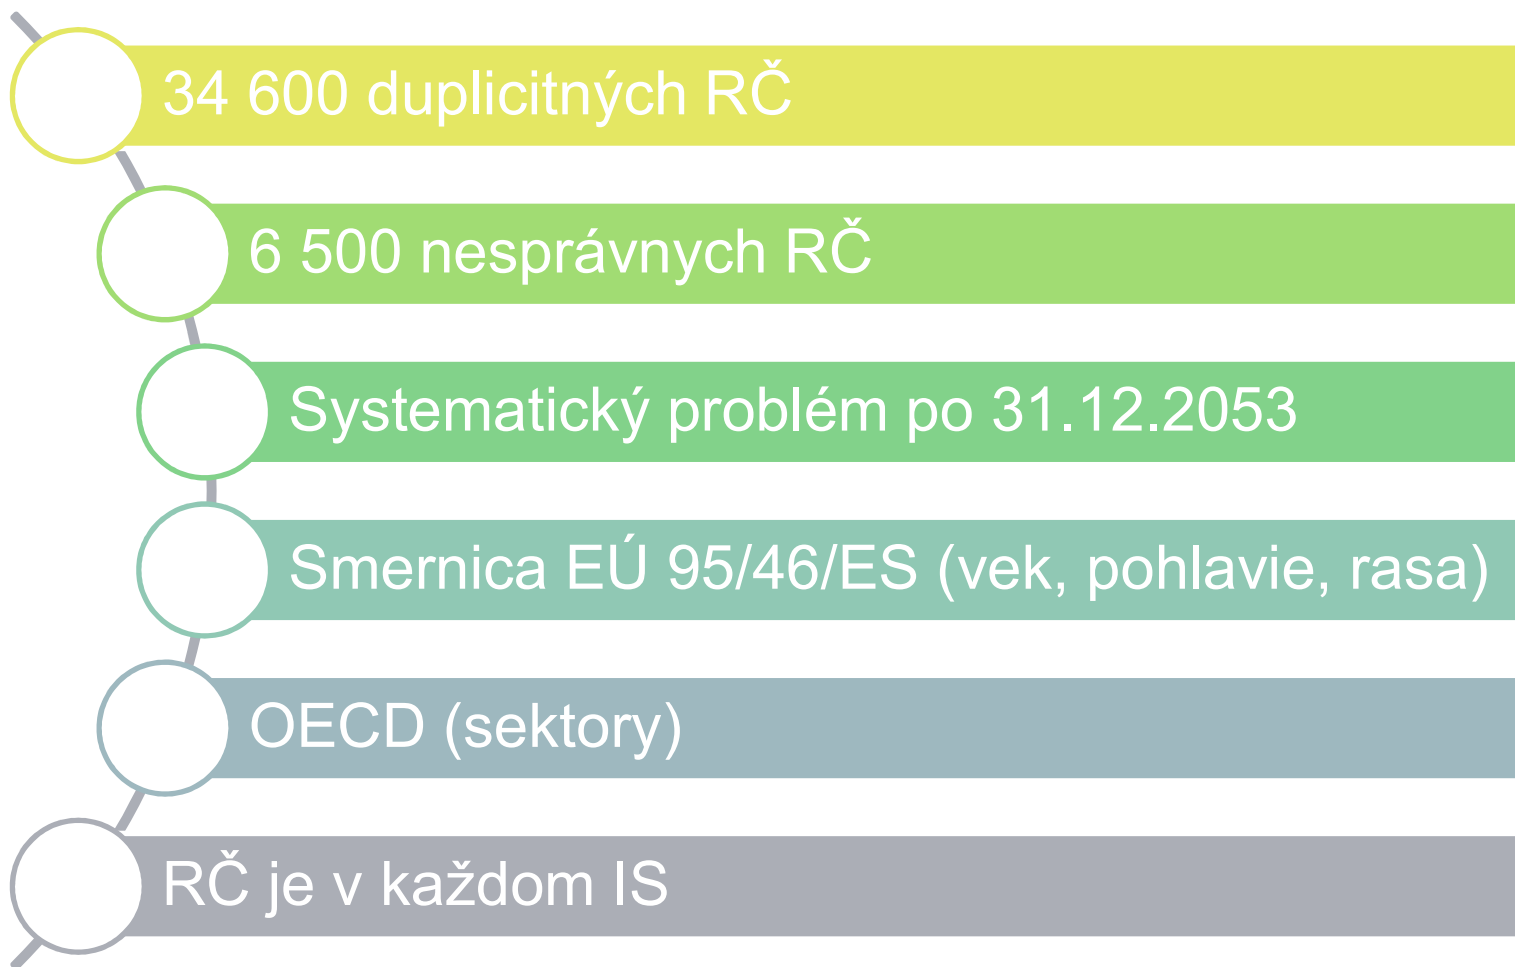 34 600 duplicitných RČ
6 500 nesprávnych RČ
Systematický problém po 31.12.2053
Smernica EÚ 95/46/ES (vek, pohlavie, rasa)
OECD (sektory)
RČ je v každom IS